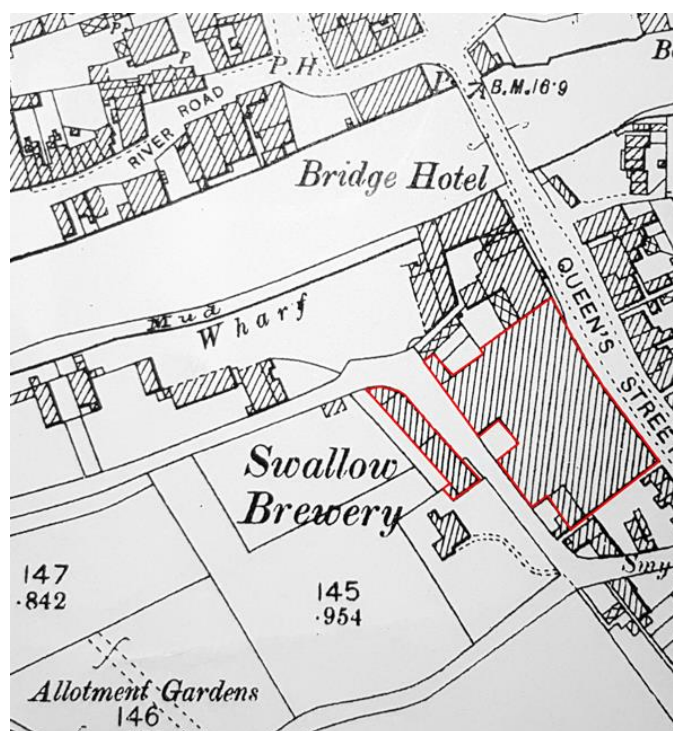 P
P
P.H.
P
B.M.16·9
RIVER ROAD
Bridge Hotel
Mud
Wharf
QUEEN'S STREET
Swallow
Brewery
Smy
147
·842
145
·954
Allotment Gardens
146